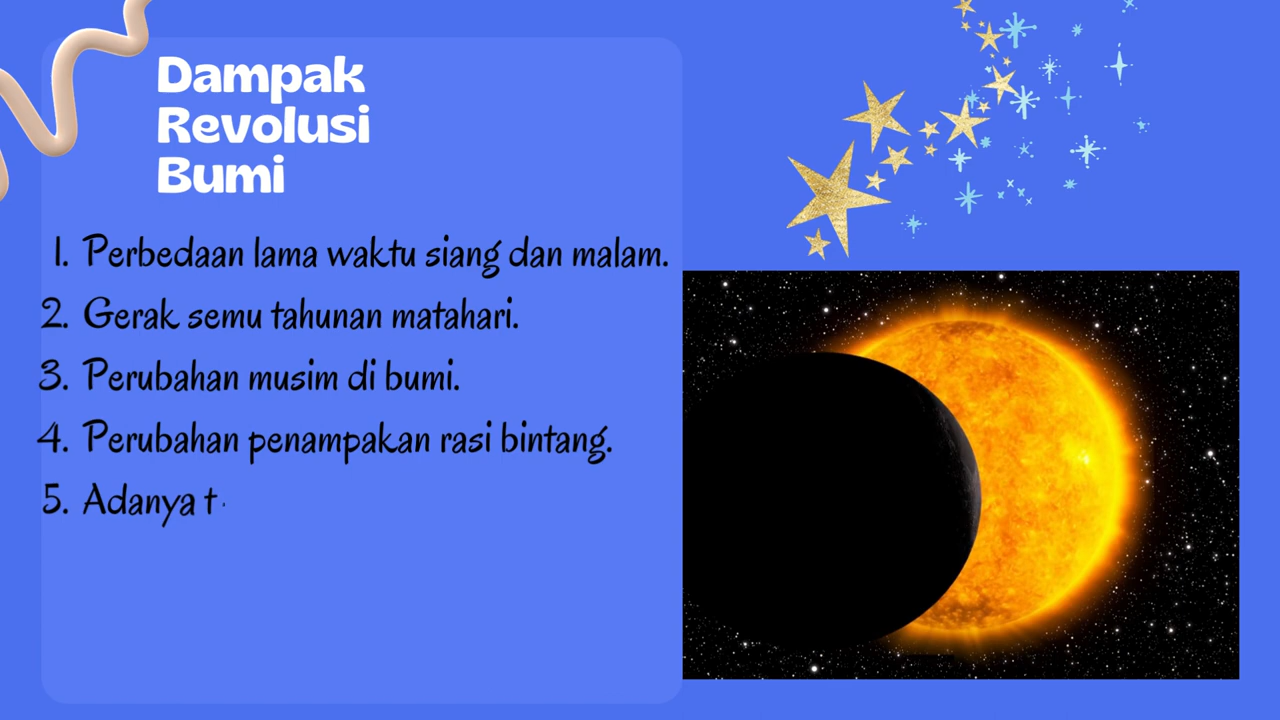 Dampak
Revolusi
Bumi
1. Perbedaan lama waktu siang dan malam.
2. Gerak semu tahunan matahari.
3. Perubahan musim di bumi.
4. Perubahan penampakan rasi bintang.
5. Adanya t